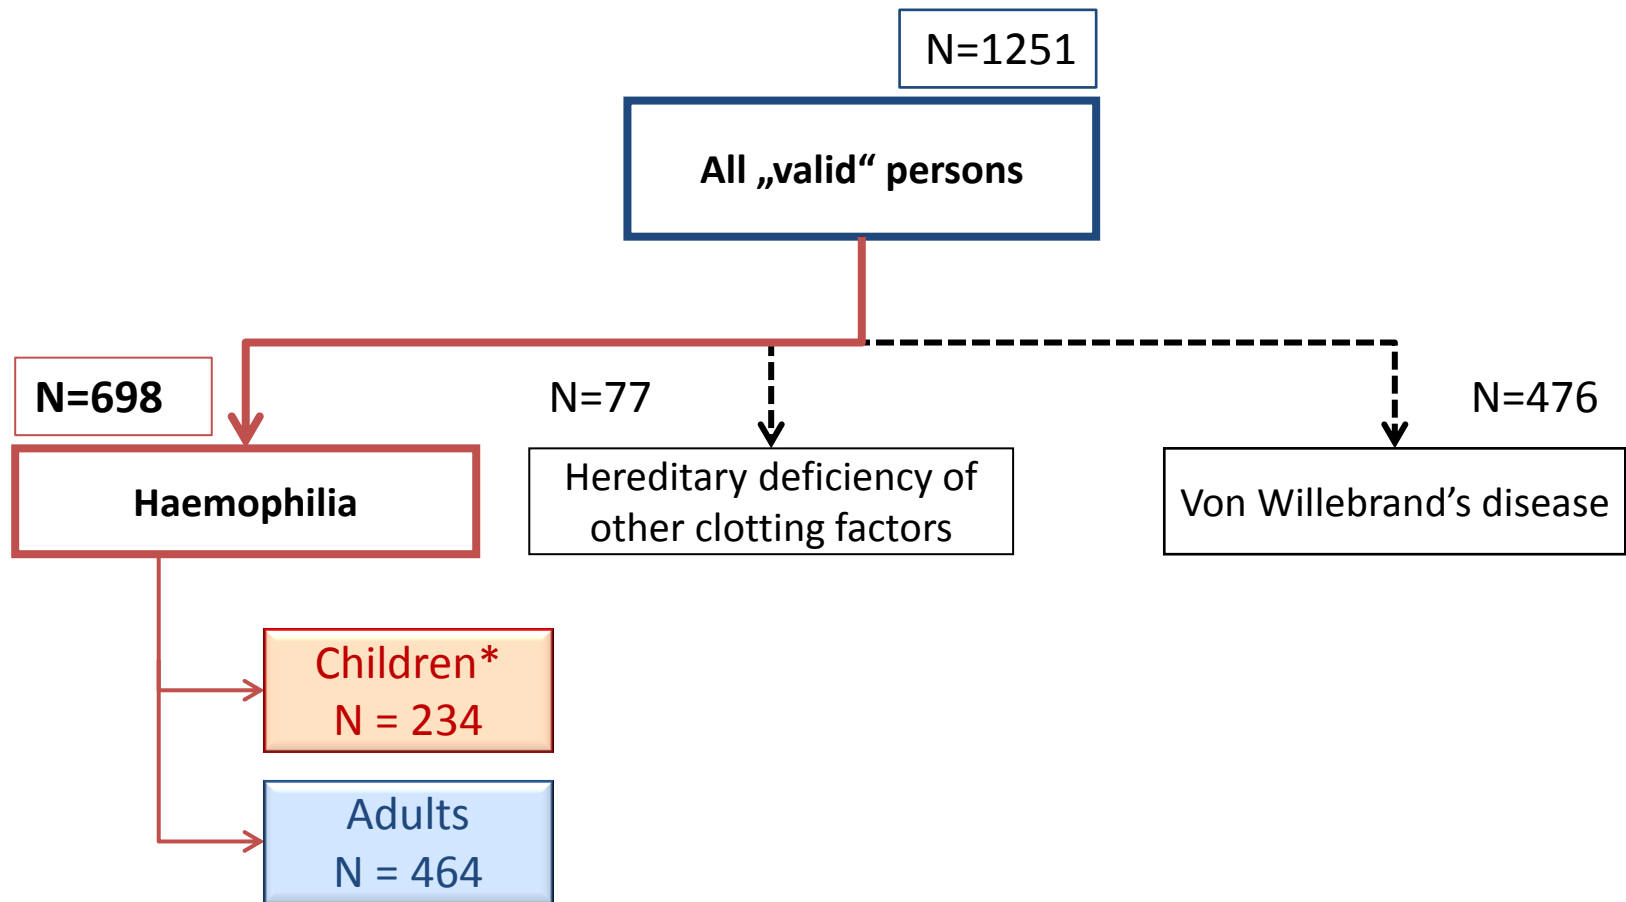 N=1251
All „valid“ persons
N=698
N=77
N=476
Haemophilia
Hereditary deficiency of
other clotting factors
Von Willebrand’s disease
Children*
N = 234
Adults
N = 464